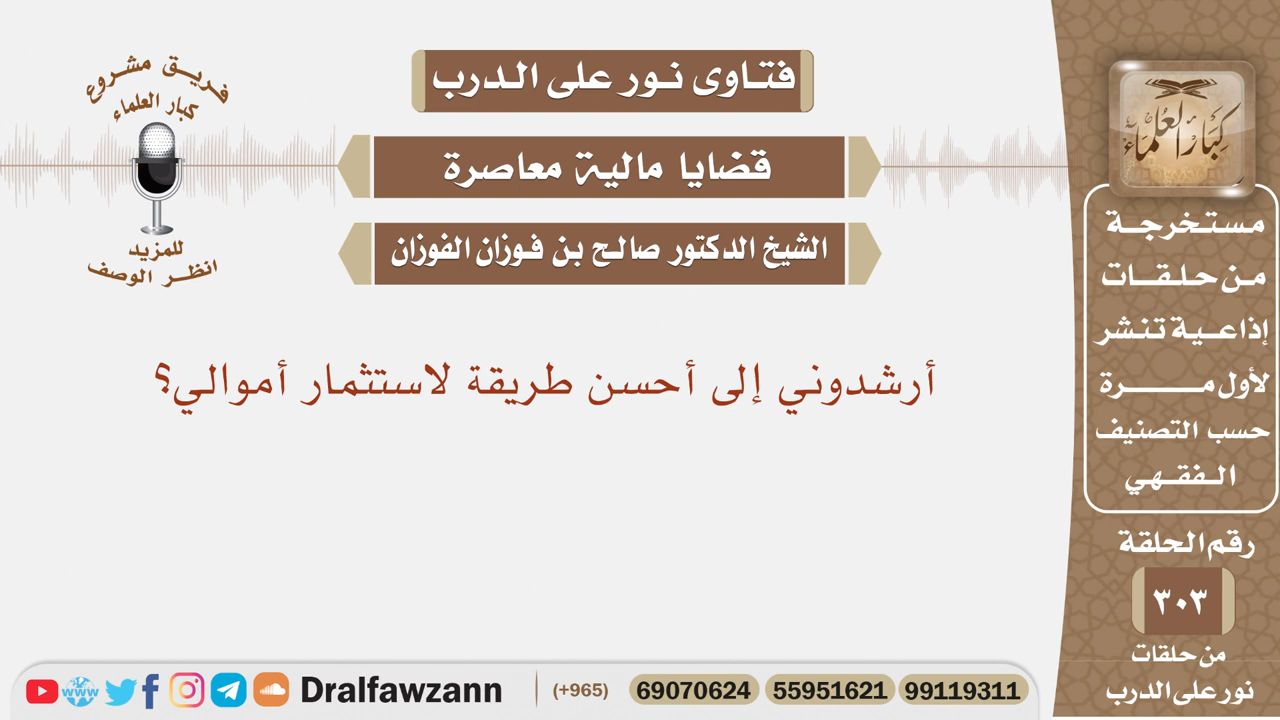 فتاوى نور على الدرب
قضايا مالية معاصرة
الشيخ الدكتور صالح بن فوزان الفوزان
أرشدوني إلى أحسن طريقة لاستثمار أموالي؟
فريق مشروع
كبار العلماء
للمزيد
انظر الوصف
كبار العلماء
مستخرجة
من حلقات
إذاعية تنشر
لأول مرة
حسب التصنيف
الفقهي
رقم الحلقة
٣٠٣
من حلقات
نور على الدرب
www Dralfawzann (+965) 69070624 55951621 99119311